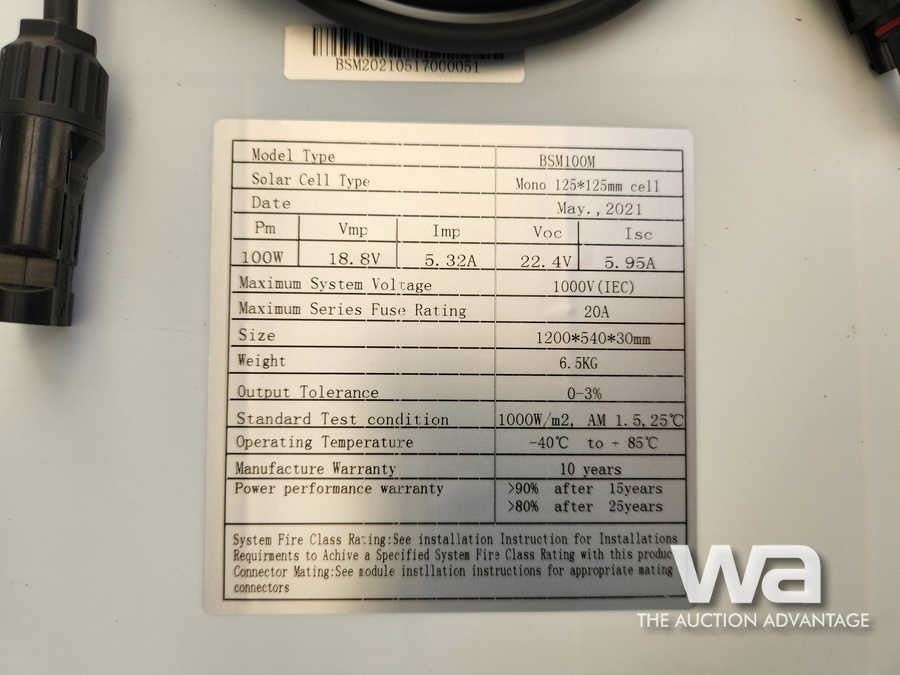 BSM20210517000051
Model Type BSM100M
Solar Cell Type Mono 125*125mm cell
Date May.,2021
Pm Vmp Imp Voc Isc
100W 18.8V 5.32A 22.4V 5.95A
Maximum System Voltage 1000V(IEC)
Maximum Series Fuse Rating 20A
Size 1200*540*30mm
Weight 6.5KG
Output Tolerance 0-3%
Standard Test condition 1000W/m2, AM 1.5,25℃
Operating Temperature -40℃ to + 85℃
Manufacture Warranty 10 years
Power performance warranty >90% after 15years
>80% after 25years
System Fire Class Rating:See installation Instruction for Installations
Requirments to Achive a Specified System Fire Class Rating with this produc
Connector Mating:See module instllation instructions for appropriate mating
connectors
wa
THE AUCTION ADVANTAGE